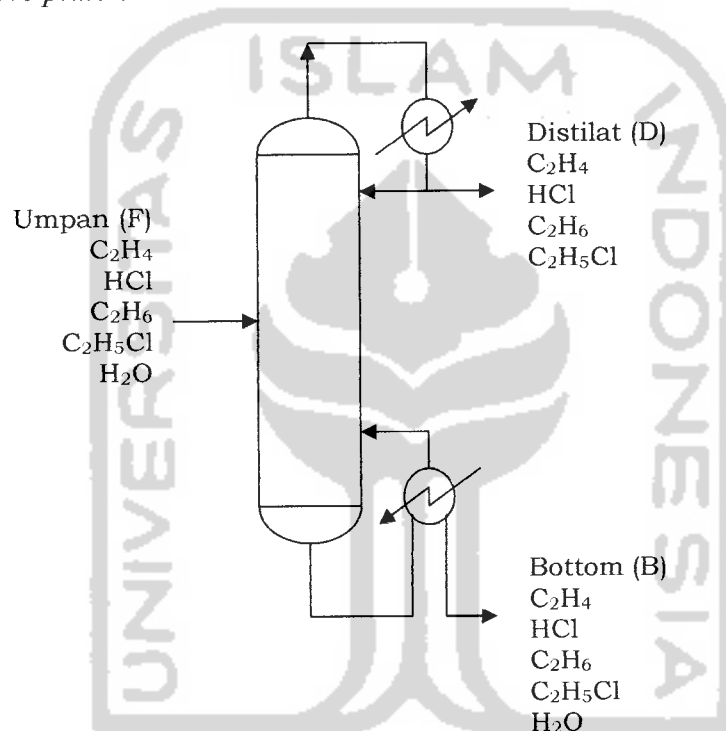 UNIVERSITAS
ISLAM
INDONESIA
Umpan (F)
C₂H₄
HCl
C₂H₆
C₂H₅Cl
H₂O
Distilat (D)
C₂H₄
HCl
C₂H₆
C₂H₅Cl
Bottom (B)
C₂H₄
HCl
C₂H₆
C₂H₅Cl
H₂O